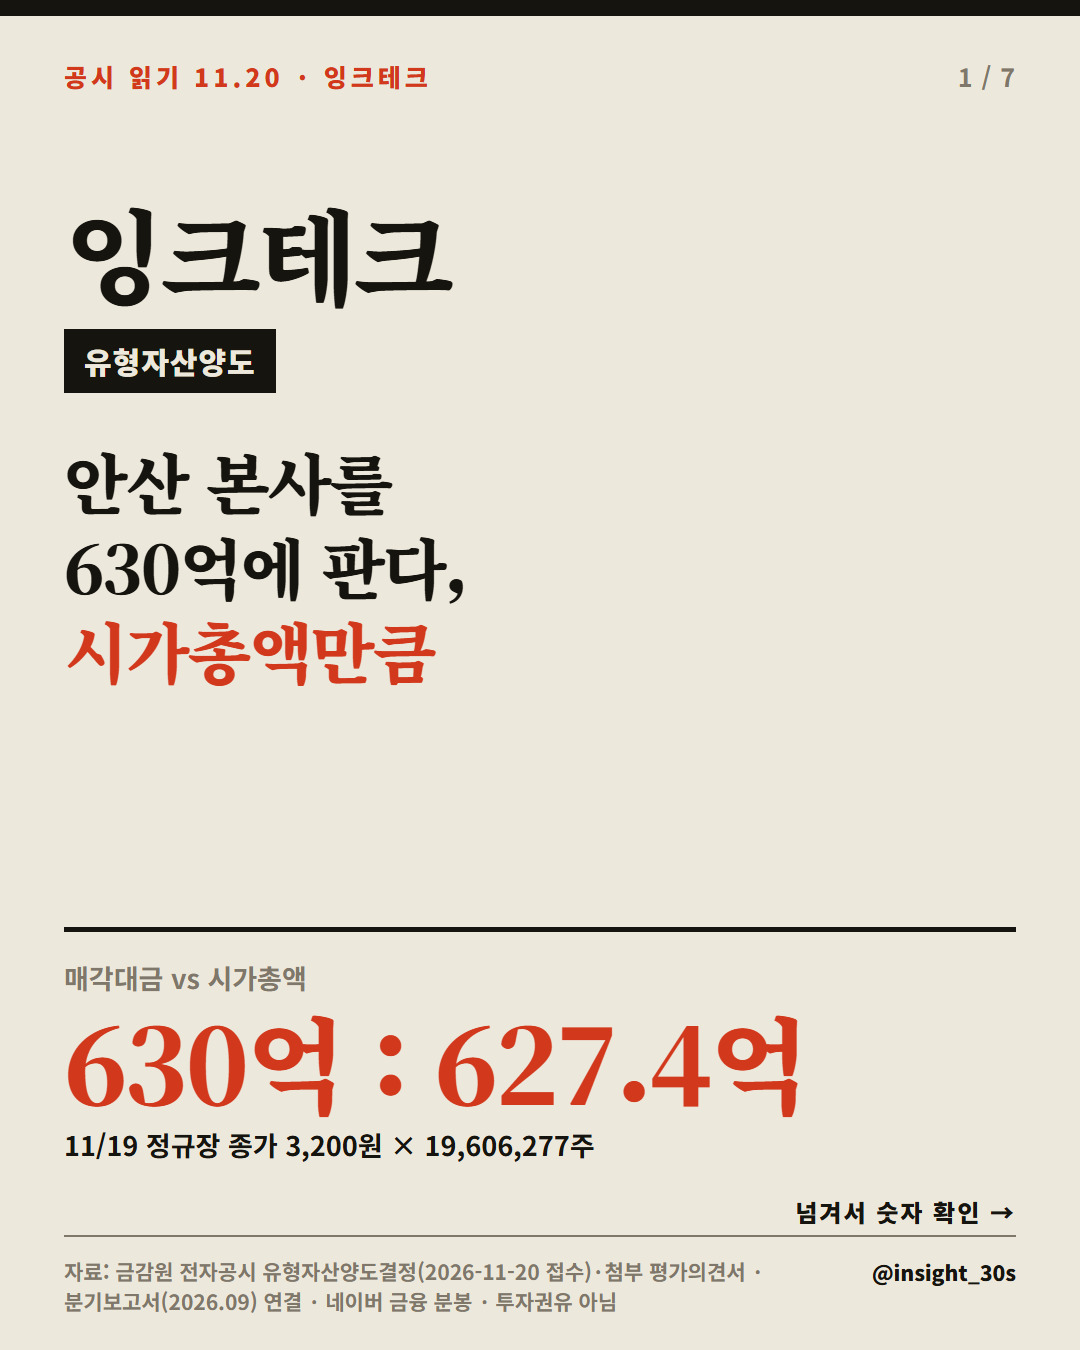 공시 읽기 11.20 · 잉크테크
1 / 7
잉크테크
유형자산양도
안산 본사를
630억에 판다,
시가총액만큼
매각대금 vs 시가총액
630억 : 627.4억
11/19 정규장 종가 3,200원 × 19,606,277주
넘겨서 숫자 확인 →
자료: 금감원 전자공시 유형자산양도결정(2026-11-20 접수)·첨부 평가의견서 ·
분기보고서(2026.09) 연결 · 네이버 금융 분봉 · 투자권유 아님
@insight_30s